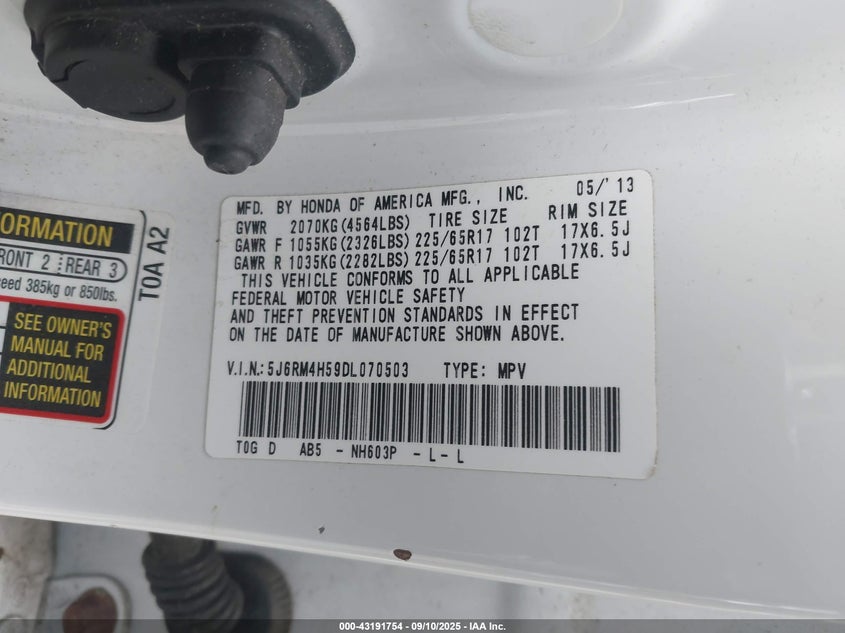 MFD. BY HONDA OF AMERICA MFG., INC. 05/'13
GVWR 2070KG(4564LBS) TIRE SIZE RIM SIZE
GAWR F 1055KG(2326LBS) 225/65R17 102T 17X6.5J
GAWR R 1035KG(2282LBS) 225/65R17 102T 17X6.5J
THIS VEHICLE CONFORMS TO ALL APPLICABLE
FEDERAL MOTOR VEHICLE SAFETY
AND THEFT PREVENTION STANDARDS IN EFFECT
ON THE DATE OF MANUFACTURE SHOWN ABOVE.
V.I.N.: 5J6RM4H59DL070503 TYPE: MPV
T0G D AB5 - NH603P - L - L
ORMATION
RONT 2 REAR 3
eed 385kg or 850lbs.
SEE OWNER'S
MANUAL FOR
ADDITIONAL
INFORMATION
T0A A2
000-43191754 - 09/10/2025 - IAA Inc.